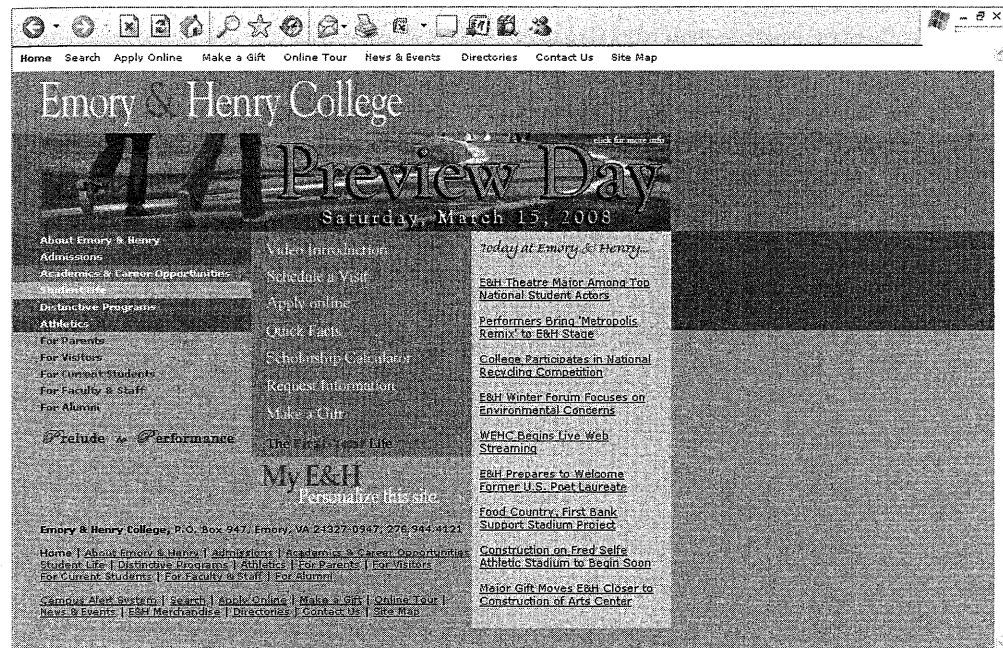 Home Search Apply Online Make a Gift Online Tour News & Events Directories Contact Us Site Map
Emory & Henry College
click for more info
Preview Day
Saturday, March 15, 2008
About Emory & Henry
Admissions
Academics & Career Opportunities
Student Life
Distinctive Programs
Athletics
For Parents
For Visitors
For Current Students
For Faculty & Staff
For Alumni
Prelude to Performance
Video Introduction
Schedule a Visit
Apply online
Quick Facts
Scholarship Calculator
Request Information
Make a Gift
The First-Year Life
My E&H
Personalize this site.
Today at Emory & Henry...
E&H Theatre Major Among Top
National Student Actors
Performers Bring 'Metropolis
Remix' to E&H Stage
College Participates in National
Recycling Competition
E&H Winter Forum Focuses on
Environmental Concerns
WEHC Begins Live Web
Streaming
E&H Prepares to Welcome
Former U.S. Poet Laureate
Food Country, First Bank
Support Stadium Project
Construction on Fred Selfe
Athletic Stadium to Begin Soon
Major Gift Moves E&H Closer to
Construction of Arts Center
Emory & Henry College, P.O. Box 947, Emory, VA 24327-0947; 276.944.4121
Home | About Emory & Henry | Admissions | Academics & Career Opportunities
Student Life | Distinctive Programs | Athletics | For Parents | For Visitors
For Current Students | For Faculty & Staff | For Alumni
Campus Alert System | Search | Apply Online | Make a Gift | Online Tour |
News & Events | E&H Merchandise | Directories | Contact Us | Site Map